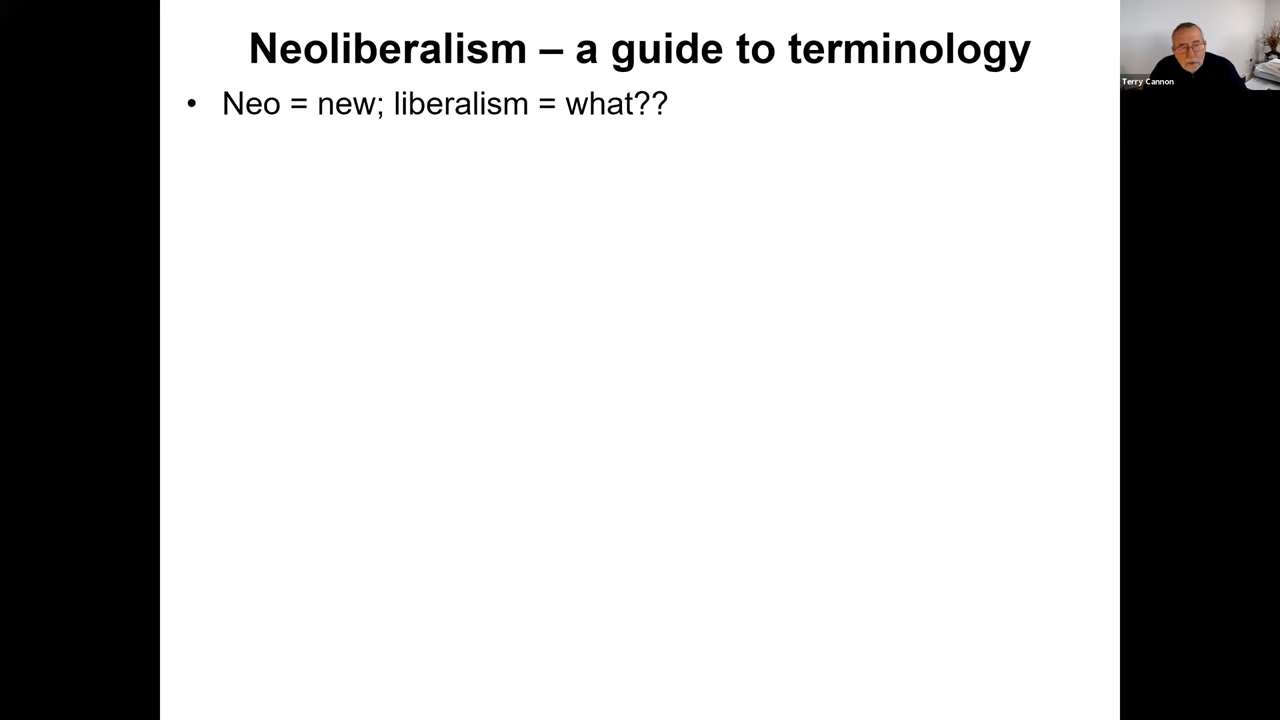 Neoliberalism – a guide to terminology
• Neo = new; liberalism = what??
Terry Cannon